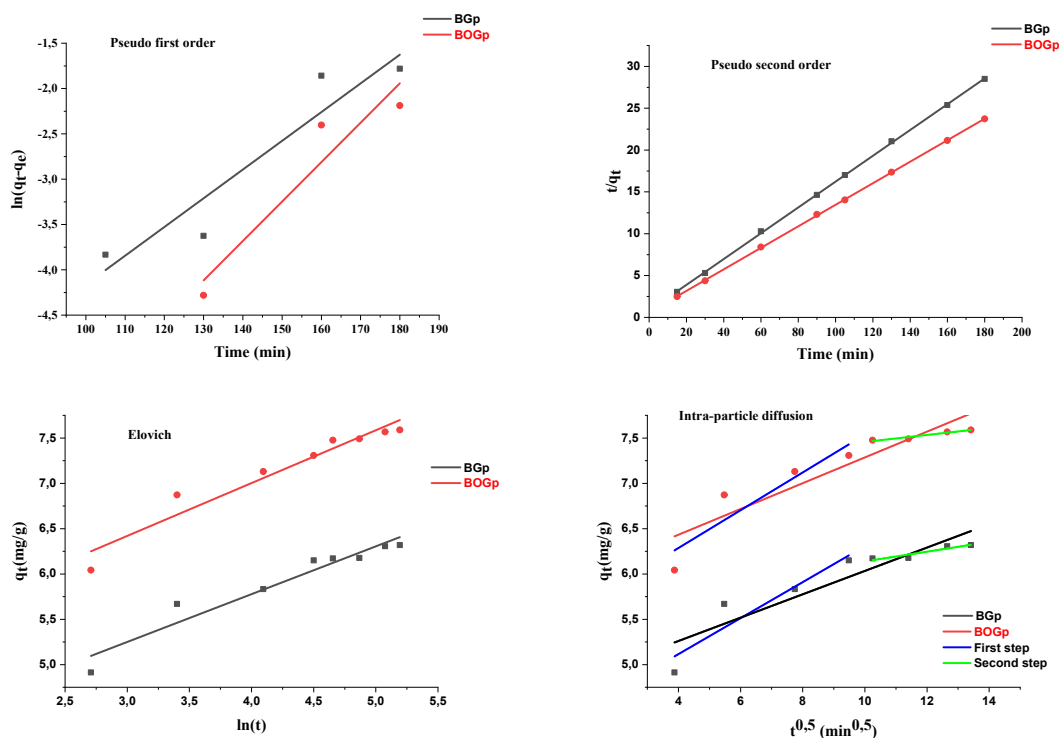 BGp
BOGp
Pseudo first order
-1,5
-2,0
-2,5
-3,0
-3,5
-4,0
-4,5
ln(qt-qe)
100 110 120 130 140 150 160 170 180 190
Time (min)
BGp
BOGp
Pseudo second order
30
25
20
15
10
5
0
t/qt
0 20 40 60 80 100 120 140 160 180 200
Time (min)
Elovich
7,5
7,0
6,5
6,0
5,5
5,0
qt(mg/g)
BGp
BOGp
2,5 3,0 3,5 4,0 4,5 5,0 5,5
ln(t)
Intra-particle diffusion
7,5
7,0
6,5
6,0
5,5
5,0
qt(mg/g)
BGp
BOGp
First step
Second step
4 6 8 10 12 14
t0,5 (min0,5)